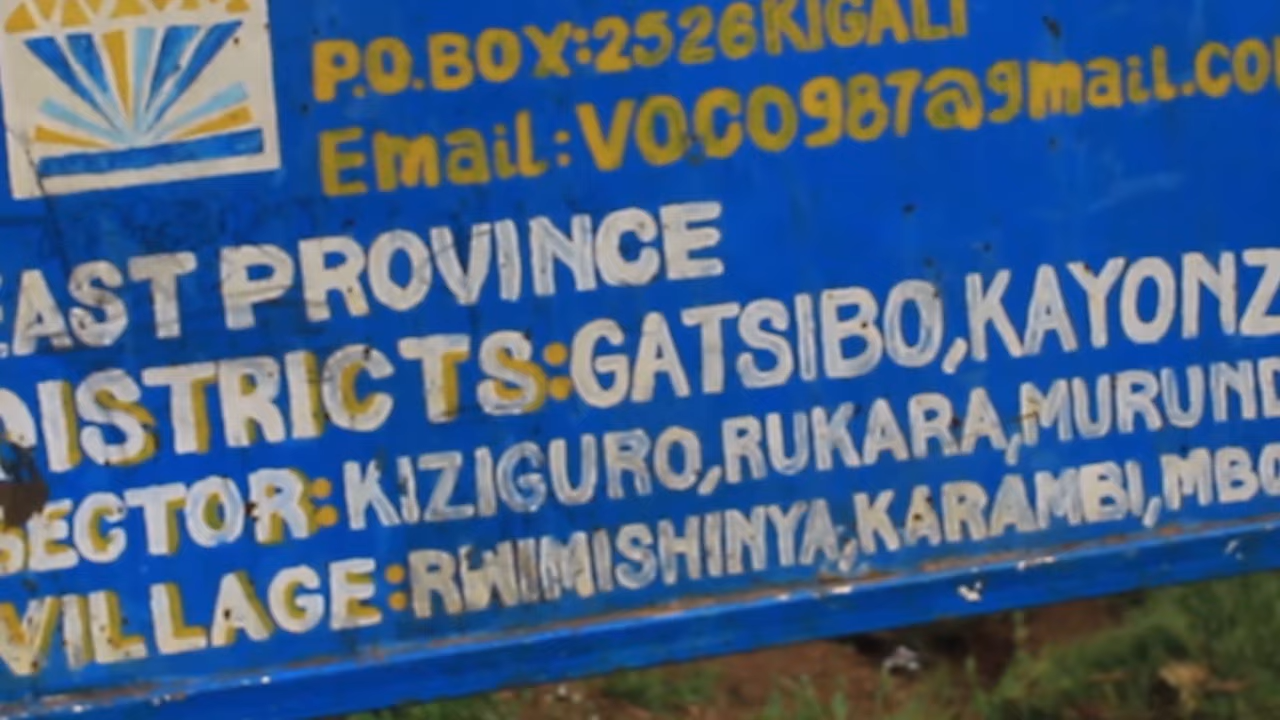 P.O.BOX:2526KIGALI
Email:VOCO987@gmail.co
EAST PROVINCE
DISTRICTS:GATSIBO,KAYONZ
SECTOR:KIZIGURO,RUKARA,MURUND
VILLAGE:RWIMISHINYA,KARAMBI,MBO